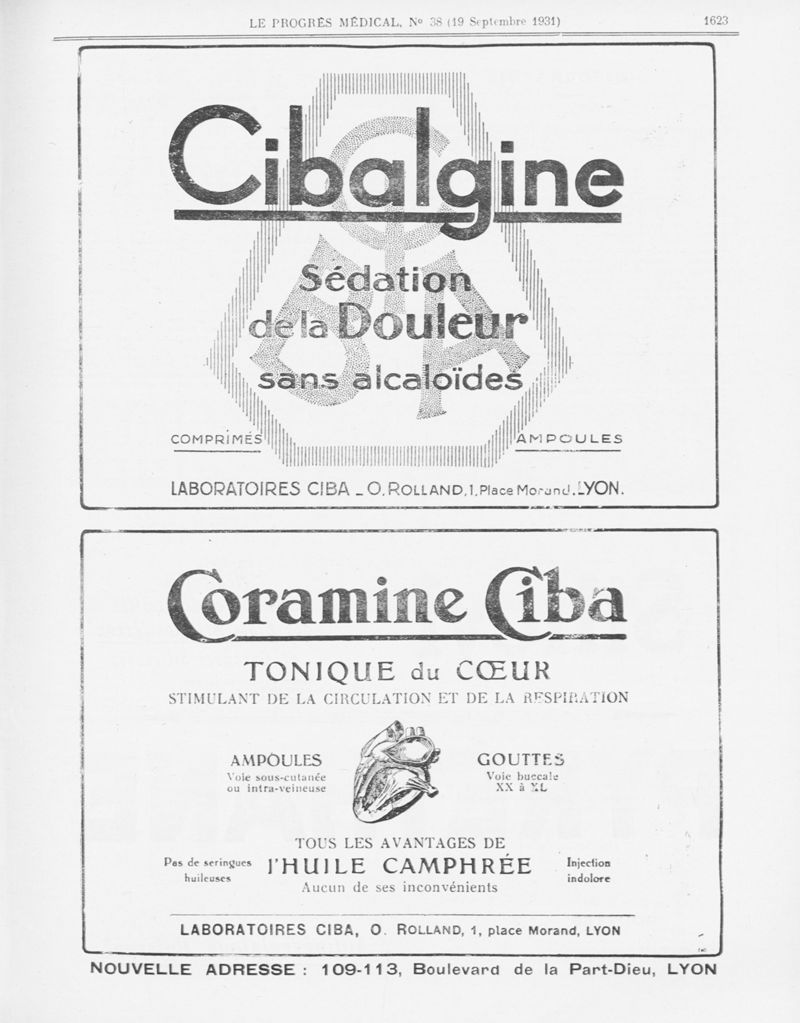 LE PROGRÈS MÉDICAL, Nº 38 (19 Septembre 1931) 1623
Cibalgine
CIBA
Sédation
de la Douleur
sans alcaloïdes
COMPRIMÉS AMPOULES
LABORATOIRES CIBA _ O. ROLLAND, 1, Place Morand, LYON.
Coramine Ciba
TONIQUE du CŒUR
STIMULANT DE LA CIRCULATION ET DE LA RESPIRATION
AMPOULES
Voie sous-cutanée
ou intra-veineuse
GOUTTES
Voie buccale
XX à XL
TOUS LES AVANTAGES DE
l'HUILE CAMPHRÉE
Aucun de ses inconvénients
Pas de seringues
huileuses
Injection
indolore
LABORATOIRES CIBA, O. ROLLAND, 1, place Morand, LYON
NOUVELLE ADRESSE : 109-113, Boulevard de la Part-Dieu, LYON